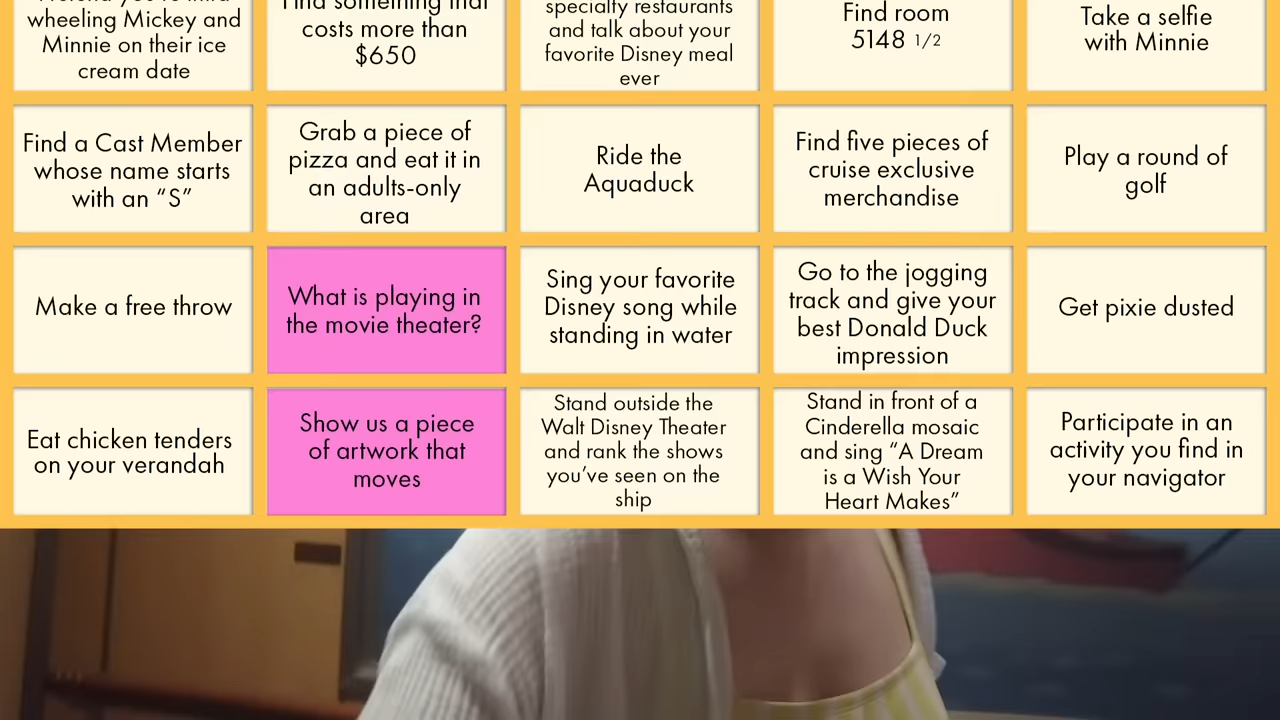 wheeling Mickey and
Minnie on their ice
cream date
Find something that
costs more than
$650
specialty restaurants
and talk about your
favorite Disney meal
ever
Find room
5148 1/2
Take a selfie
with Minnie
Find a Cast Member
whose name starts
with an “S”
Grab a piece of
pizza and eat it in
an adults-only
area
Ride the
Aquaduck
Find five pieces of
cruise exclusive
merchandise
Play a round of
golf
Make a free throw
What is playing in
the movie theater?
Sing your favorite
Disney song while
standing in water
Go to the jogging
track and give your
best Donald Duck
impression
Get pixie dusted
Eat chicken tenders
on your verandah
Show us a piece
of artwork that
moves
Stand outside the
Walt Disney Theater
and rank the shows
you’ve seen on the
ship
Stand in front of a
Cinderella mosaic
and sing “A Dream
is a Wish Your
Heart Makes”
Participate in an
activity you find in
your navigator